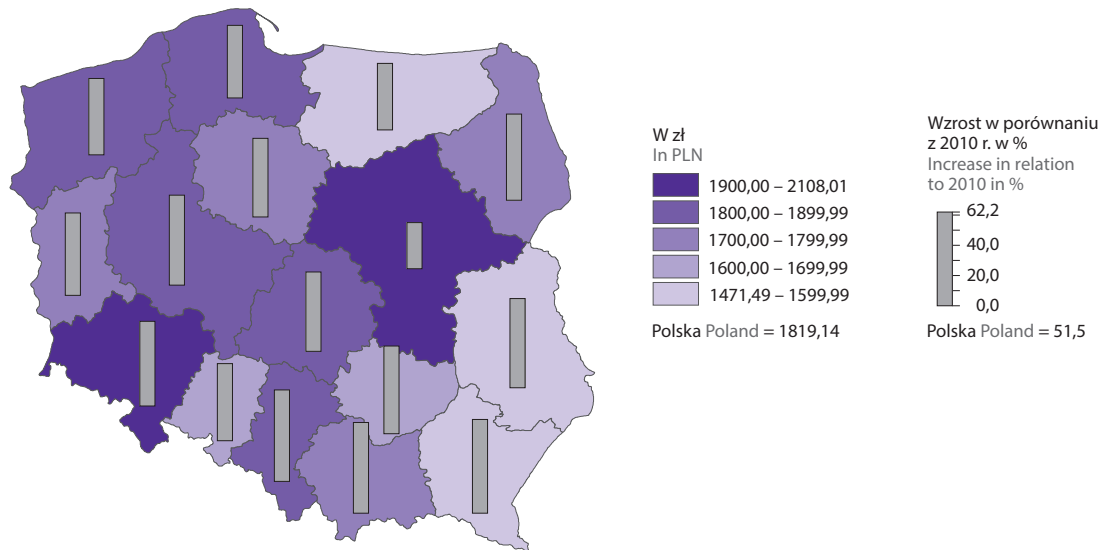 W zł
In PLN
1900,00 – 2108,01
1800,00 – 1899,99
1700,00 – 1799,99
1600,00 – 1699,99
1471,49 – 1599,99
Polska Poland = 1819,14
Wzrost w porównaniu
z 2010 r. w %
Increase in relation
to 2010 in %
62,2
40,0
20,0
0,0
Polska Poland = 51,5